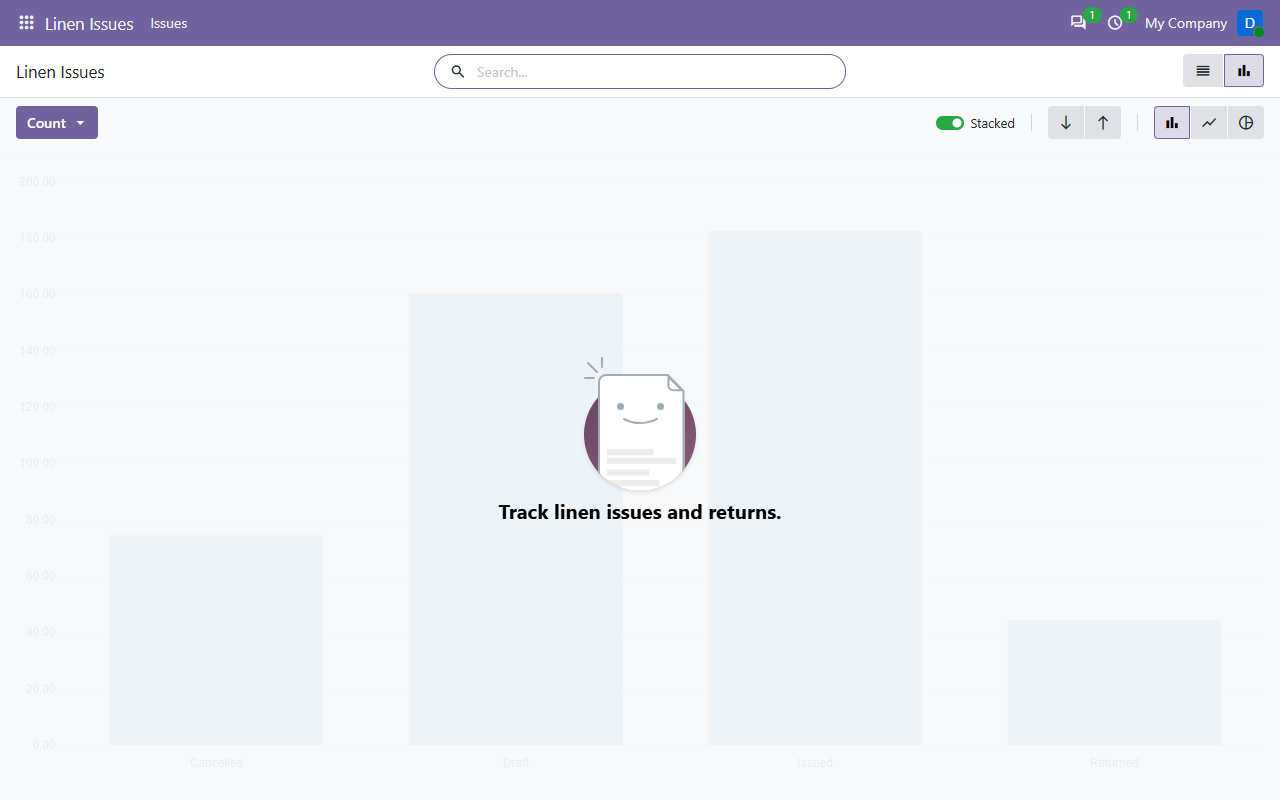 Linen Issues
Issues
1
1
My Company
D
Linen Issues
Search...
Count
Stacked
200.00
180.00
160.00
140.00
120.00
100.00
80.00
60.00
40.00
20.00
0.00
Track linen issues and returns.
Cancelled
Draft
Issued
Returned